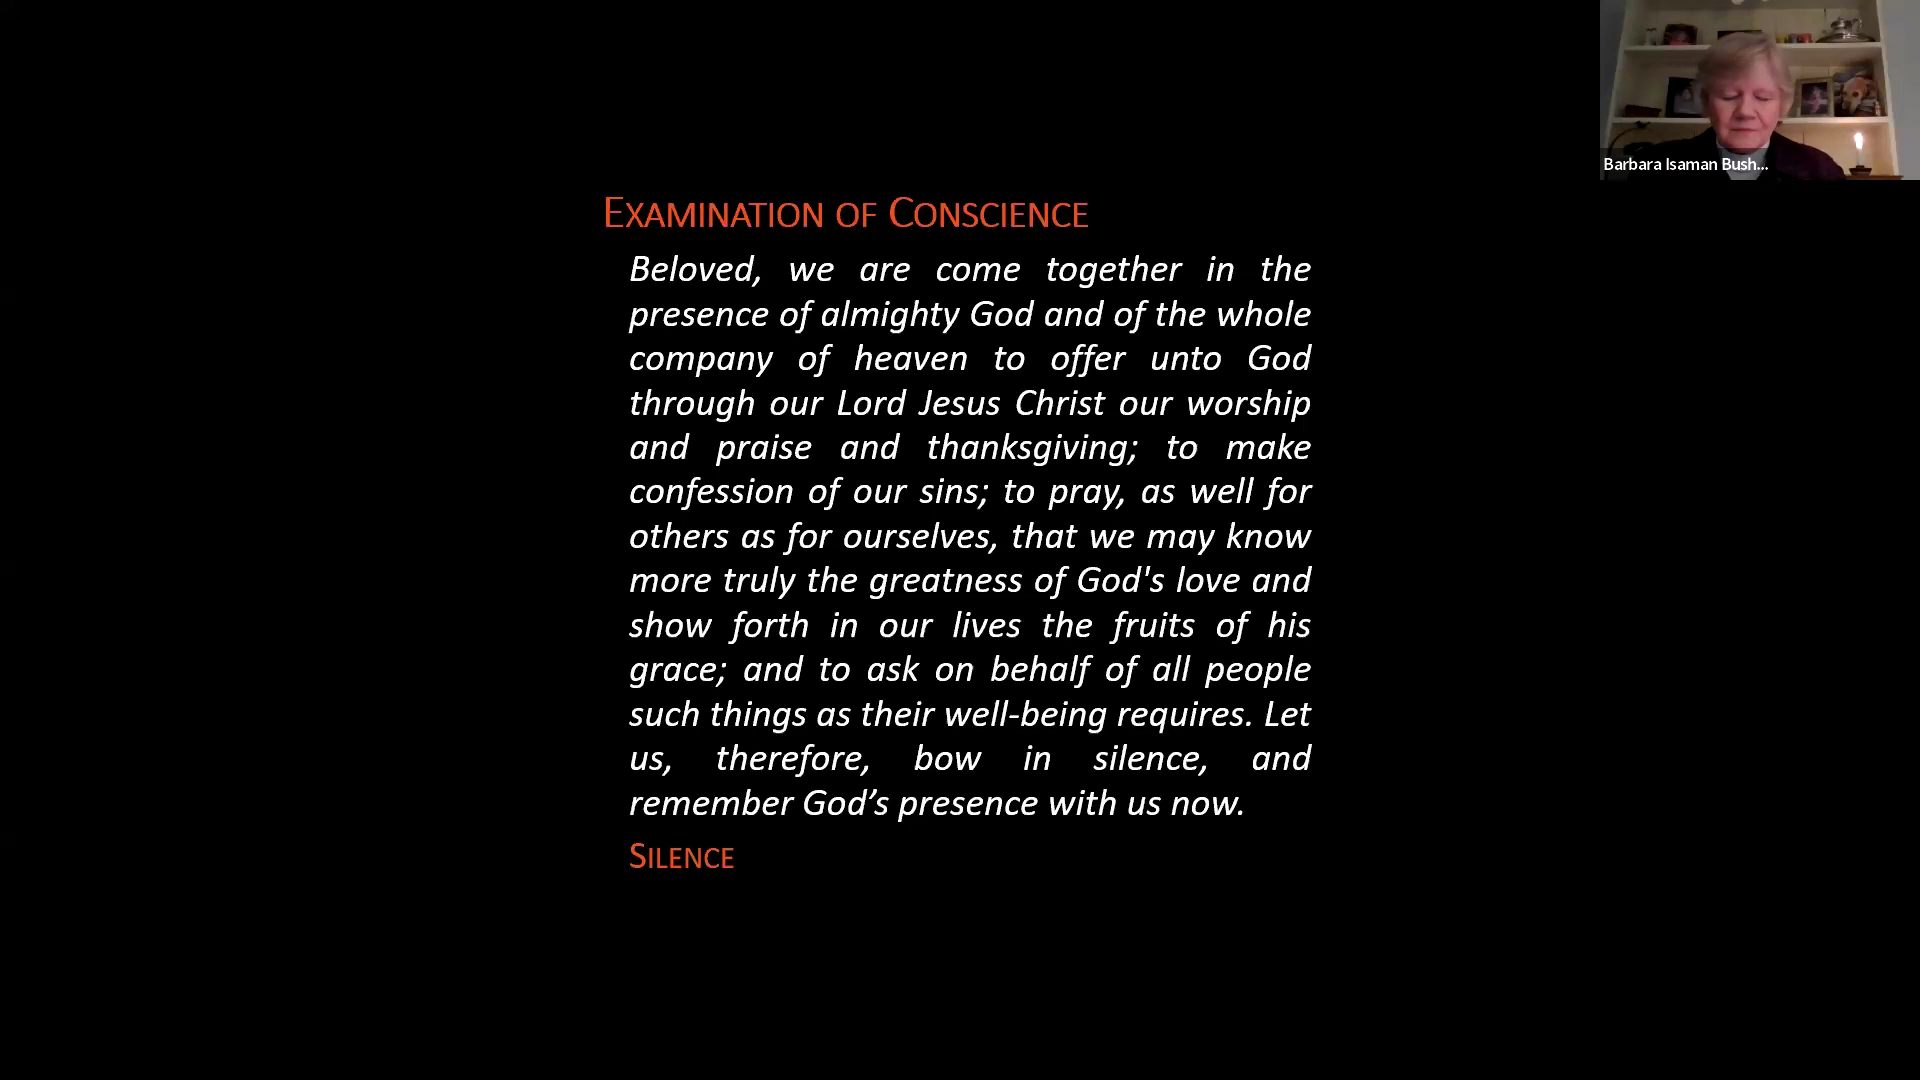 Barbara Isaman Bush...
EXAMINATION OF CONSCIENCE
Beloved, we are come together in the
presence of almighty God and of the whole
company of heaven to offer unto God
through our Lord Jesus Christ our worship
and praise and thanksgiving; to make
confession of our sins; to pray, as well for
others as for ourselves, that we may know
more truly the greatness of God's love and
show forth in our lives the fruits of his
grace; and to ask on behalf of all people
such things as their well-being requires. Let
us, therefore, bow in silence, and
remember God’s presence with us now.
SILENCE